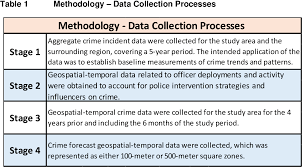 Table 1 Methodology – Data Collection Processes
Methodology - Data Collection Processes
Stage 1
Aggregate crime incident data were collected for the study area and the
surrounding region, covering a 5-year period. The intended application of
data was to establish baseline measurements of crime trends and patterns.
Stage 2
Geospatial-temporal data related to officer deployments and activity
were obtained to account for police intervention strategies and
influencers on crime.
Stage 3
Geospatial-temporal crime data were collected for the study area for the 4
years prior and including the 6 months of the study period.
Stage 4
Crime forecast geospatial-temporal data were collected, which was
represented as either 100-meter or 500-meter square zones.